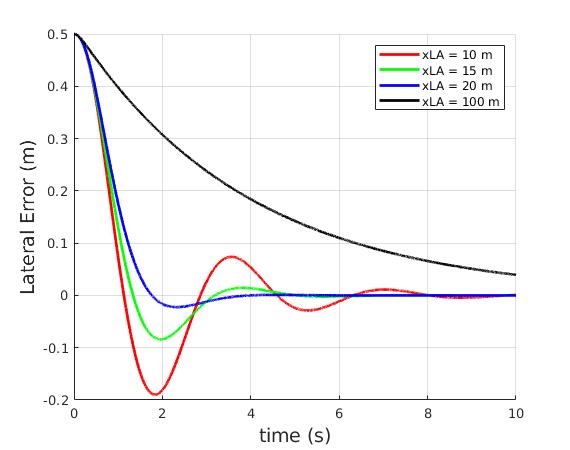 0.5
0.4
0.3
0.2
0.1
0
-0.1
-0.2
Lateral Error (m)
xLA = 10 m
xLA = 15 m
xLA = 20 m
xLA = 100 m
0 2 4 6 8 10
time (s)